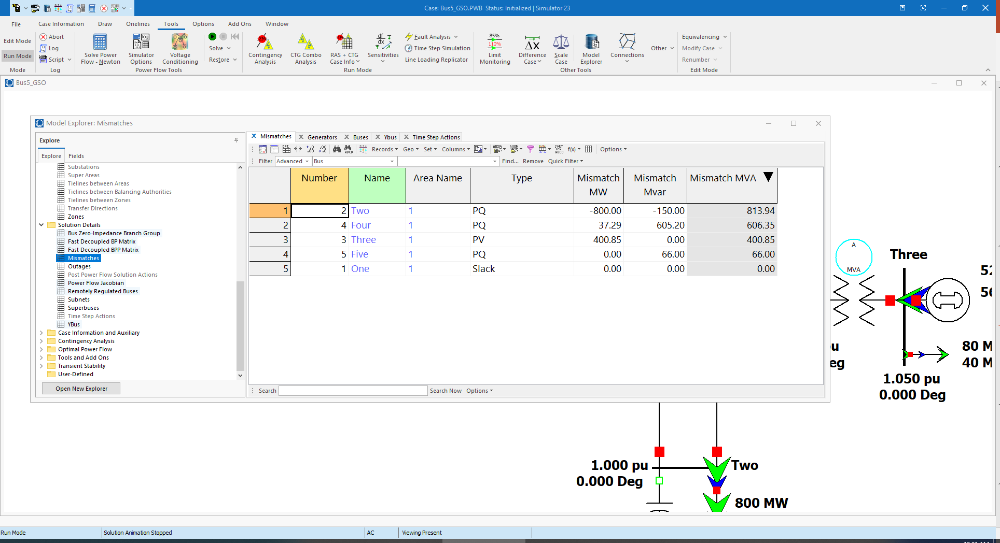 Case: Bus5_GSO.PWB Status: Initialized | Simulator 23
File
Case Information
Draw
Onelines
Tools
Options
Add Ons
Window
Edit Mode
Run Mode
Mode
Abort
Log
Script
Log
Solve Power
Flow - Newton
Simulator
Options
Voltage
Conditioning
Power Flow Tools
Solve
Restore
Contingency
Analysis
CTG Combo
Analysis
RAS + CTG
Case Info
Sensitivities
Fault Analysis
Time Step Simulation
Line Loading Replicator
Run Mode
85%
110%
Limit
Monitoring
Difference
Case
Scale
Case
Model
Explorer
Connections
Other
Other Tools
Equivalencing
Modify Case
Renumber
Edit Mode
Bus5_GSO
Model Explorer: Mismatches
Explore
Explore Fields
Substations
Super Areas
Tielines between Areas
Tielines between Balancing Authorities
Tielines between Zones
Transfer Directions
Zones
Solution Details
Bus Zero-Impedance Branch Group
Fast Decoupled BP Matrix
Fast Decoupled BPP Matrix
Mismatches
Outages
Post Power Flow Solution Actions
Power Flow Jacobian
Remotely Regulated Buses
Subnets
Superbuses
Time Step Actions
YBus
Case Information and Auxiliary
Contingency Analysis
Optimal Power Flow
Tools and Add Ons
Transient Stability
User-Defined
Open New Explorer
Mismatches Generators Buses Ybus Time Step Actions
Records Geo Set Columns Options
Filter Advanced Bus Find... Remove Quick Filter
Number Name Area Name Type Mismatch MW Mismatch Mvar Mismatch MVA
1 2 Two 1 PQ -800.00 -150.00 813.94
2 4 Four 1 PQ 37.29 605.20 606.35
3 3 Three 1 PV 400.85 0.00 400.85
4 5 Five 1 PQ 0.00 66.00 66.00
5 1 One 1 Slack 0.00 0.00 0.00
Search Search Now Options
A
MVA
Three
80 M
40 M
1.050 pu
0.000 Deg
1.000 pu
0.000 Deg
Two
800 MW
Run Mode
Solution Animation Stopped
AC
Viewing Present